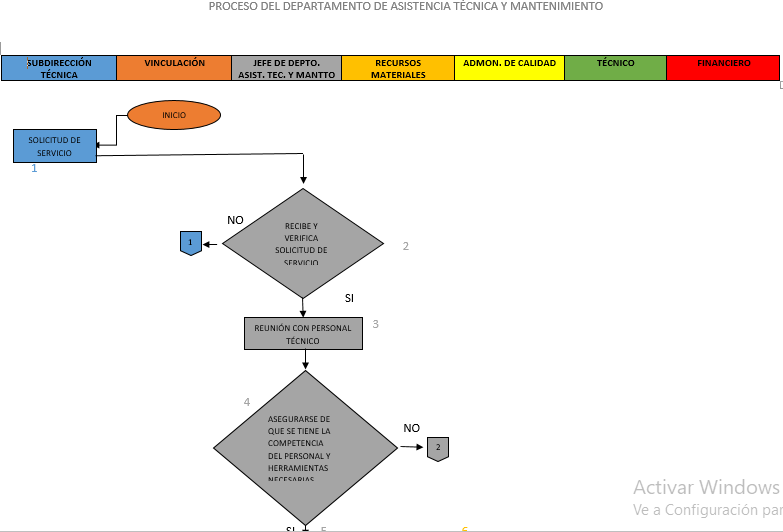 PROCESO DEL DEPARTAMENTO DE ASISTENCIA TÉCNICA Y MANTENIMIENTO
SUBDIRECCIÓN
TÉCNICA
VINCULACIÓN
JEFE DE DEPTO.
ASIST. TEC. Y MANTTO
RECURSOS
MATERIALES
ADMON. DE CALIDAD
TÉCNICO
FINANCIERO
INICIO
SOLICITUD DE
SERVICIO
1
NO
RECIBE Y
VERIFICA
SOLICITUD DE
SERVICIO
1
2
SI
REUNIÓN CON PERSONAL
TÉCNICO
3
4
ASEGURARSE DE
QUE SE TIENE LA
COMPETENCIA
DEL PERSONAL Y
HERRAMIENTAS
NECESARIAS
NO
2
SI
5
6
Activar Windows
Ve a Configuración par